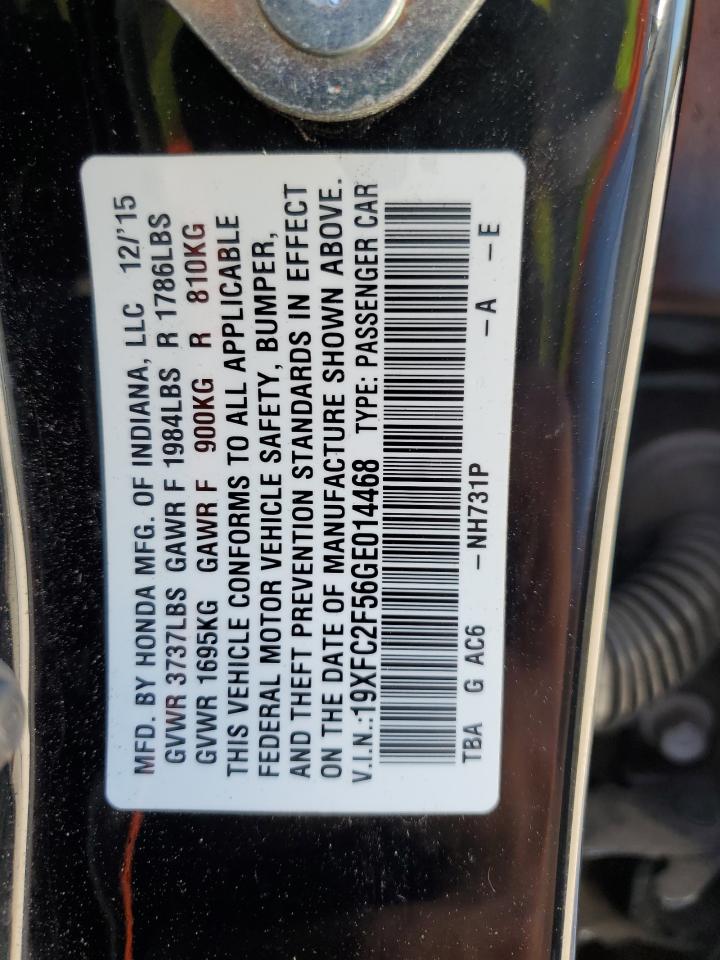 MFD. BY HONDA MFG. OF INDIANA, LLC 12/'15
GVWR 3737LBS GAWR F 1984LBS R 1786LBS
GVWR 1695KG GAWR F 900KG R 810KG
THIS VEHICLE CONFORMS TO ALL APPLICABLE
FEDERAL MOTOR VEHICLE SAFETY, BUMPER,
AND THEFT PREVENTION STANDARDS IN EFFECT
ON THE DATE OF MANUFACTURE SHOWN ABOVE.
V.I.N.:19XFC2F56GE014468 TYPE: PASSENGER CAR
TBA G AC6 -NH731P -A -E